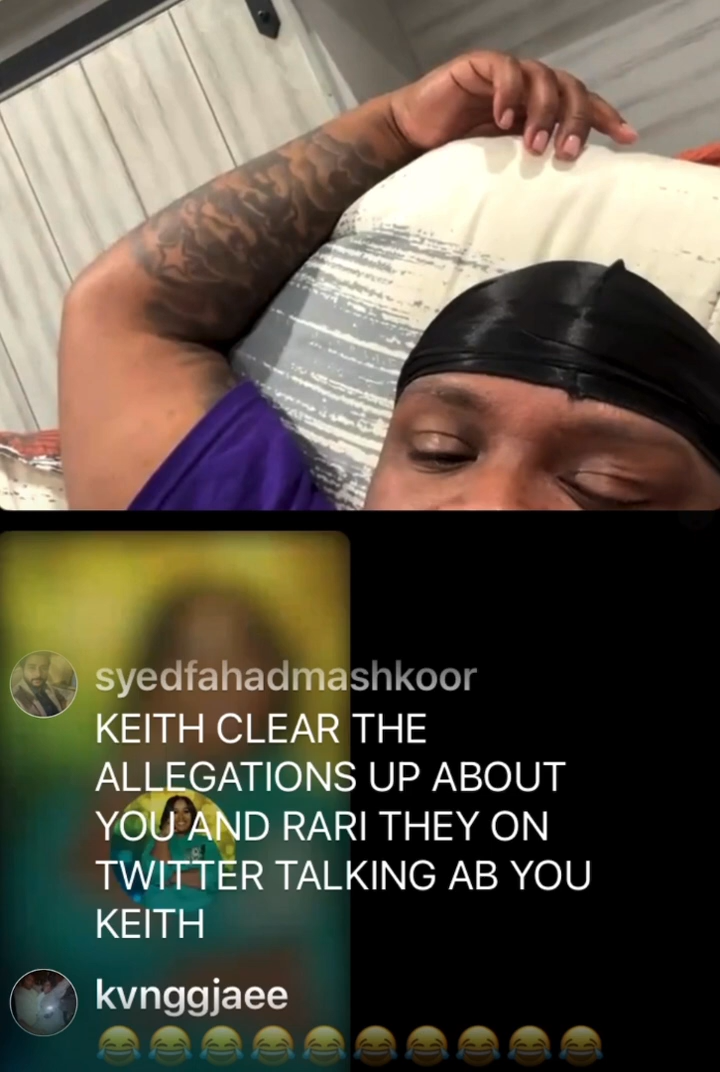 syedfahadmashkoor
KEITH CLEAR THE
ALLEGATIONS UP ABOUT
YOU AND RARI THEY ON
TWITTER TALKING AB YOU
KEITH
kvnggjaee
😂😂😂😂😂😂😂😂😂😂